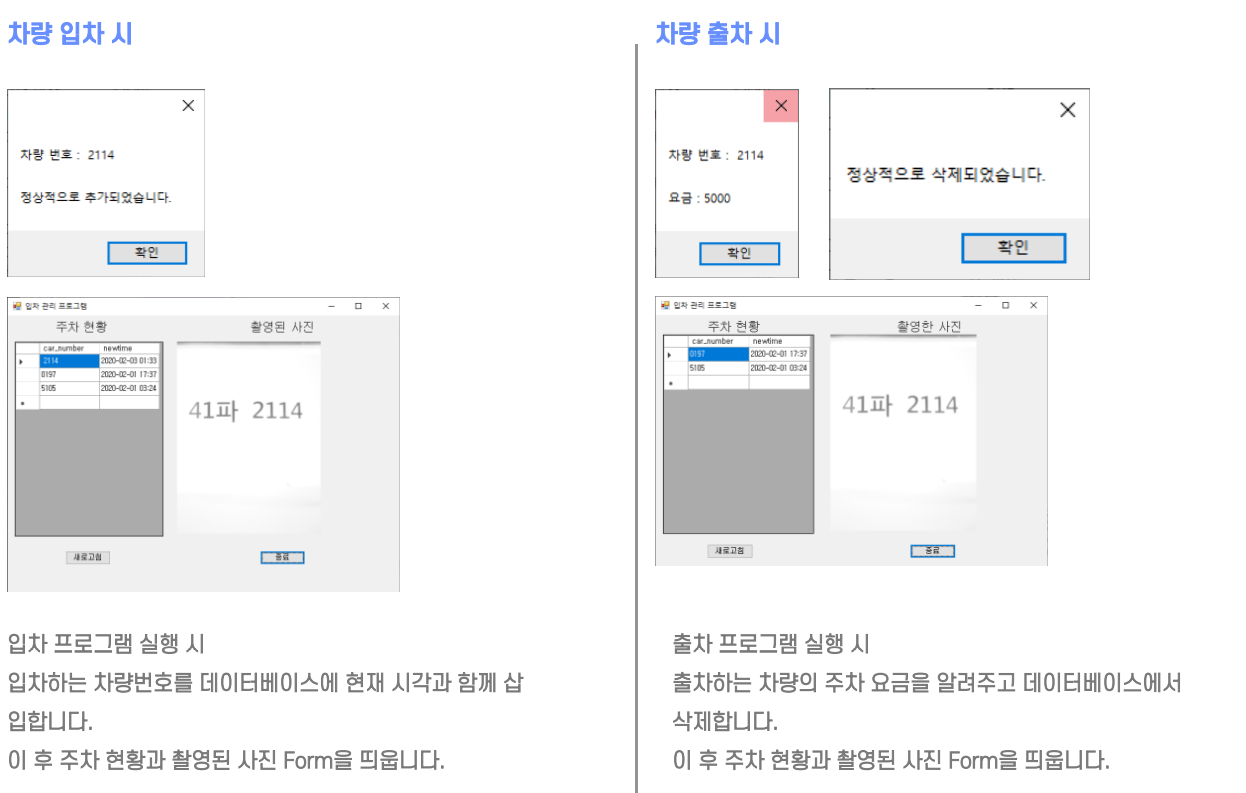 차량 입차 시
차량 번호 : 2114
정상적으로 추가되었습니다.
확인
입차 관리 프로그램
주차 현황
촬영된 사진
car_number newtime
2114 2020-02-03 01:33
0197 2020-02-01 17:37
5105 2020-02-01 03:24
41파 2114
새로고침
종료
입차 프로그램 실행 시
입차하는 차량번호를 데이터베이스에 현재 시각과 함께 삽
입합니다.
이 후 주차 현황과 촬영된 사진 Form을 띄웁니다.
차량 출차 시
차량 번호 : 2114
요금 : 5000
확인
정상적으로 삭제되었습니다.
확인
입차 관리 프로그램
주차 현황
촬영한 사진
car_number newtime
0197 2020-02-01 17:37
5105 2020-02-01 03:24
41파 2114
새로고침
종료
출차 프로그램 실행 시
출차하는 차량의 주차 요금을 알려주고 데이터베이스에서
삭제합니다.
이 후 주차 현황과 촬영된 사진 Form을 띄웁니다.